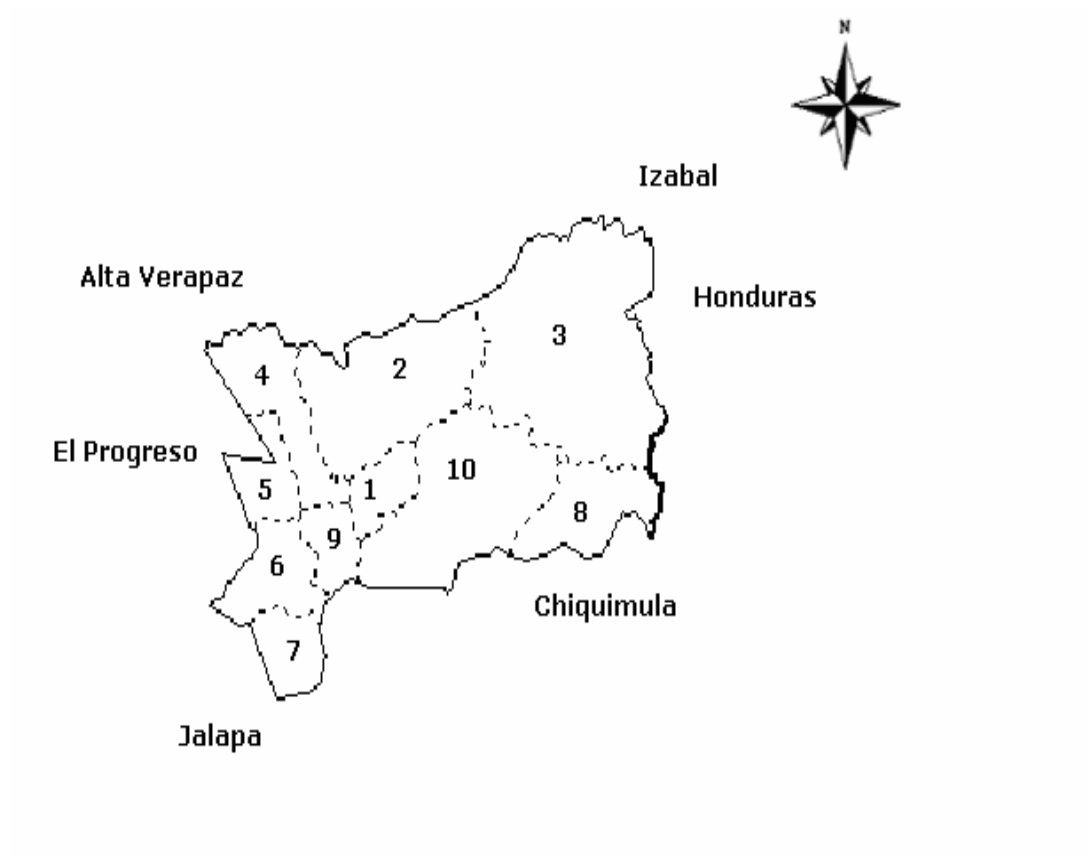 N
Izabal
Alta Verapaz
Honduras
3
2
4
El Progreso
10
5
1
8
9
6
Chiquimula
7
Jalapa